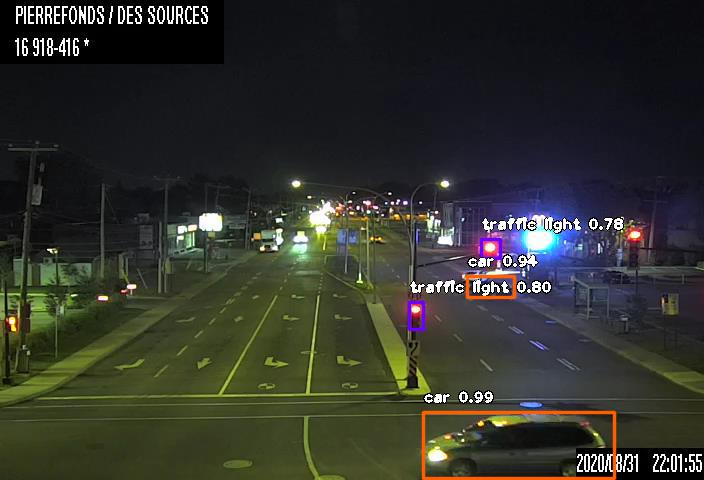 PIERREFONDS / DES SOURCES
16 918-416 *
traffic light 0.78
car 0.94
traffic light 0.80
car 0.99
2020/08/31 22:01:55